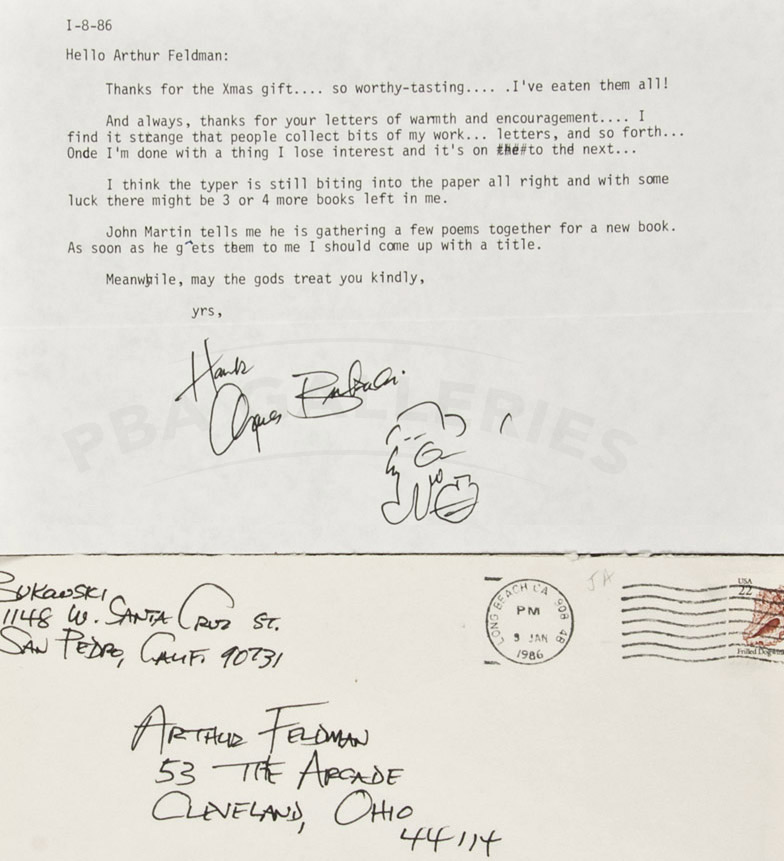 I-8-86
Hello Arthur Feldman:
Thanks for the Xmas gift.... so worthy-tasting.... .I've eaten them all!
And always, thanks for your letters of warmth and encouragement.... I
find it strange that people collect bits of my work... letters, and so forth...
Onde I'm done with a thing I lose interest and it's on the to thd next...
I think the typer is still biting into the paper all right and with some
luck there might be 3 or 4 more books left in me.
John Martin tells me he is gathering a few poems together for a new book.
As soon as he gets them to me I should come up with a title.
Meanwhile, may the gods treat you kindly,
yrs,
Hank
Bukowski
PBA GALLERIES
BUKOWSKI
1148 W. SANTA CRUZ ST.
SAN PEDRO, CALIF. 90731
LONG BEACH CA 908 48
PM
9 JAN
1986
JA
USA
22
Frilled Dogwinkle
ARTHUR FELDMAN
53 THE ARCADE
CLEVELAND, OHIO
44114